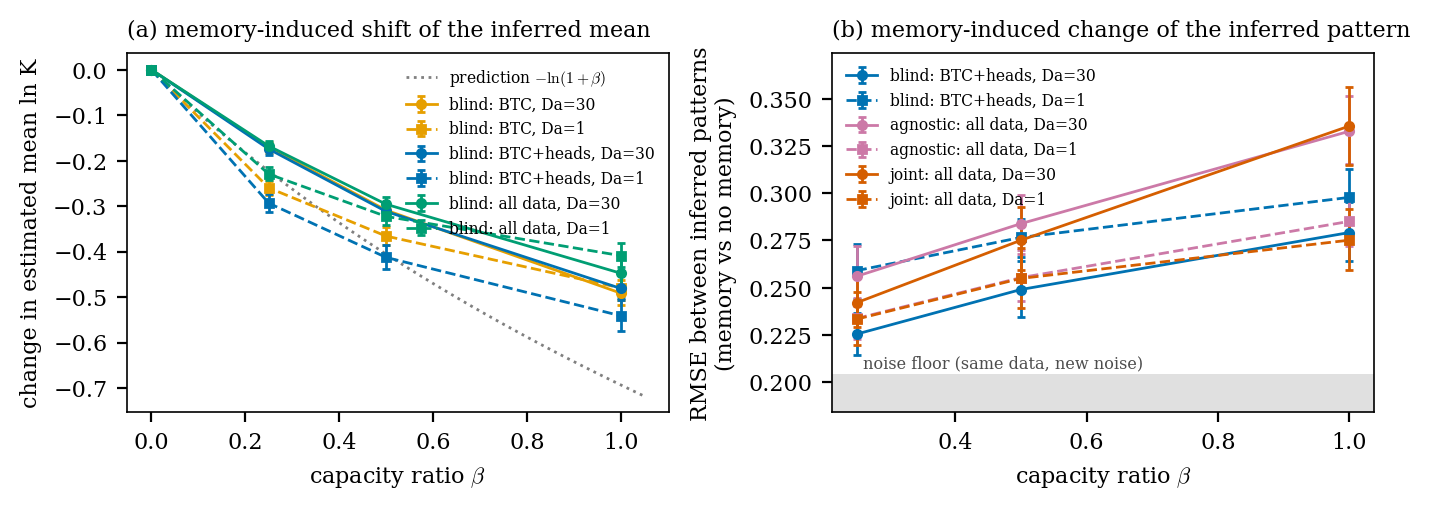 (a) memory-induced shift of the inferred mean
change in estimated mean ln K
0.0
−0.1
−0.2
−0.3
−0.4
−0.5
−0.6
−0.7
prediction −ln(1 + β)
blind: BTC, Da=30
blind: BTC, Da=1
blind: BTC+heads, Da=30
blind: BTC+heads, Da=1
blind: all data, Da=30
blind: all data, Da=1
0.0 0.2 0.4 0.6 0.8 1.0
capacity ratio β
(b) memory-induced change of the inferred pattern
RMSE between inferred patterns
(memory vs no memory)
0.350
0.325
0.300
0.275
0.250
0.225
0.200
blind: BTC+heads, Da=30
blind: BTC+heads, Da=1
agnostic: all data, Da=30
agnostic: all data, Da=1
joint: all data, Da=30
joint: all data, Da=1
noise floor (same data, new noise)
0.4 0.6 0.8 1.0
capacity ratio β